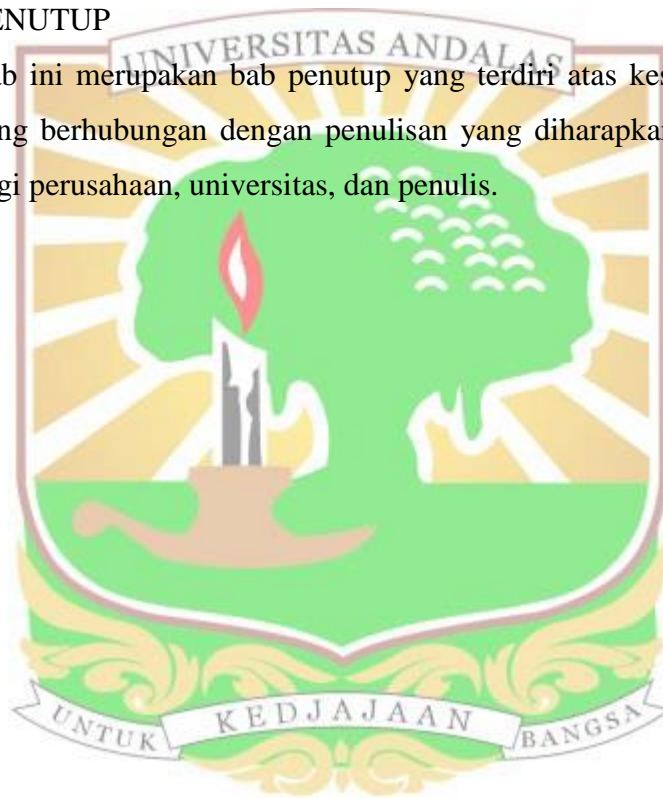 ENUTUP
UNIVERSITAS ANDALAS
ab ini merupakan bab penutup yang terdiri atas kes
ng berhubungan dengan penulisan yang diharapkan
gi perusahaan, universitas, dan penulis.
UNTUK KEDJAJAAN BANGSA